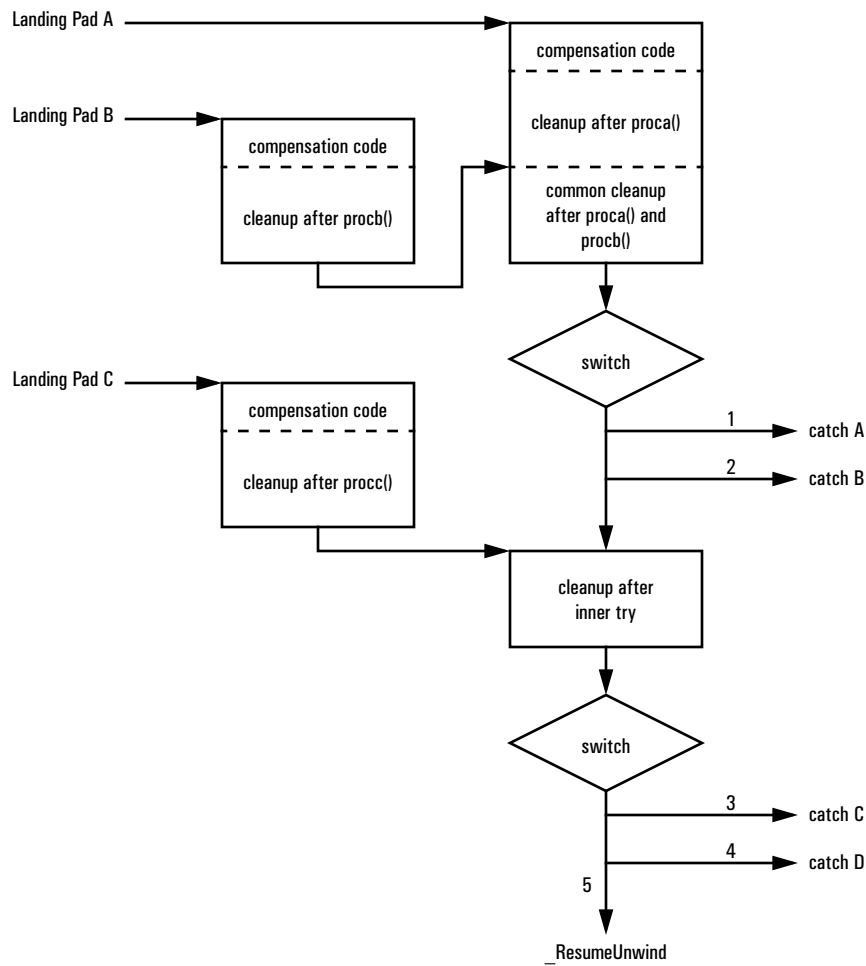 Landing Pad A
compensation code
cleanup after proca()
common cleanup
after proca() and
procb()
Landing Pad B
compensation code
cleanup after procb()
switch
1
catch A
2
catch B
Landing Pad C
compensation code
cleanup after procc()
cleanup after
inner try
switch
3
catch C
4
catch D
5
_ResumeUnwind